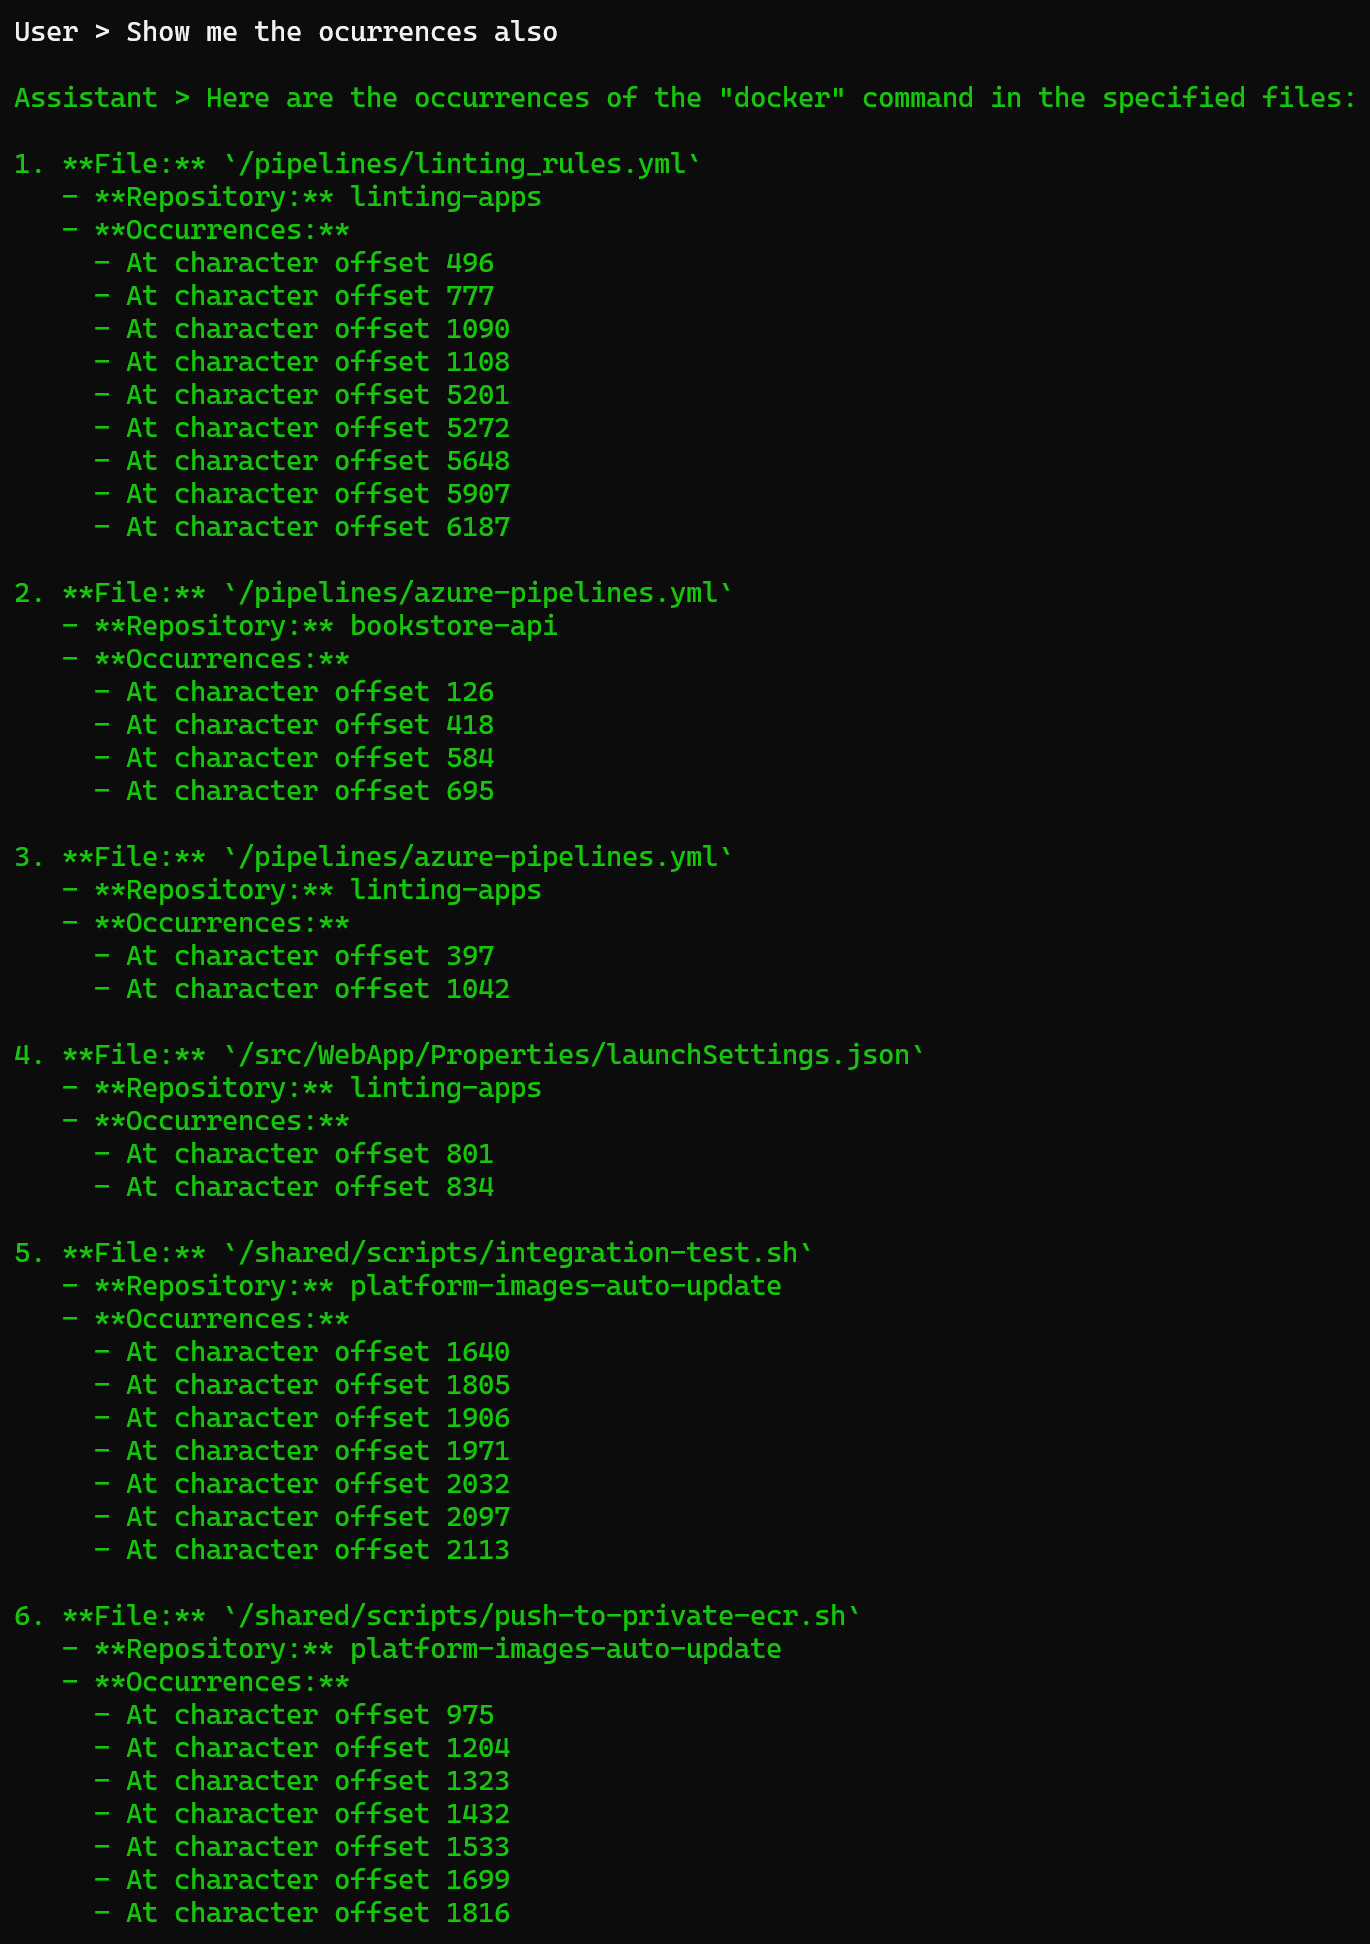 User > Show me the ocurrences also
Assistant > Here are the occurrences of the "docker" command in the specified files:
1. **File:** `/pipelines/linting_rules.yml`
- **Repository:** linting-apps
- **Occurrences:**
- At character offset 496
- At character offset 777
- At character offset 1090
- At character offset 1108
- At character offset 5201
- At character offset 5272
- At character offset 5648
- At character offset 5907
- At character offset 6187
2. **File:** `/pipelines/azure-pipelines.yml`
- **Repository:** bookstore-api
- **Occurrences:**
- At character offset 126
- At character offset 418
- At character offset 584
- At character offset 695
3. **File:** `/pipelines/azure-pipelines.yml`
- **Repository:** linting-apps
- **Occurrences:**
- At character offset 397
- At character offset 1042
4. **File:** `/src/WebApp/Properties/launchSettings.json`
- **Repository:** linting-apps
- **Occurrences:**
- At character offset 801
- At character offset 834
5. **File:** `/shared/scripts/integration-test.sh`
- **Repository:** platform-images-auto-update
- **Occurrences:**
- At character offset 1640
- At character offset 1805
- At character offset 1906
- At character offset 1971
- At character offset 2032
- At character offset 2097
- At character offset 2113
6. **File:** `/shared/scripts/push-to-private-ecr.sh`
- **Repository:** platform-images-auto-update
- **Occurrences:**
- At character offset 975
- At character offset 1204
- At character offset 1323
- At character offset 1432
- At character offset 1533
- At character offset 1699
- At character offset 1816